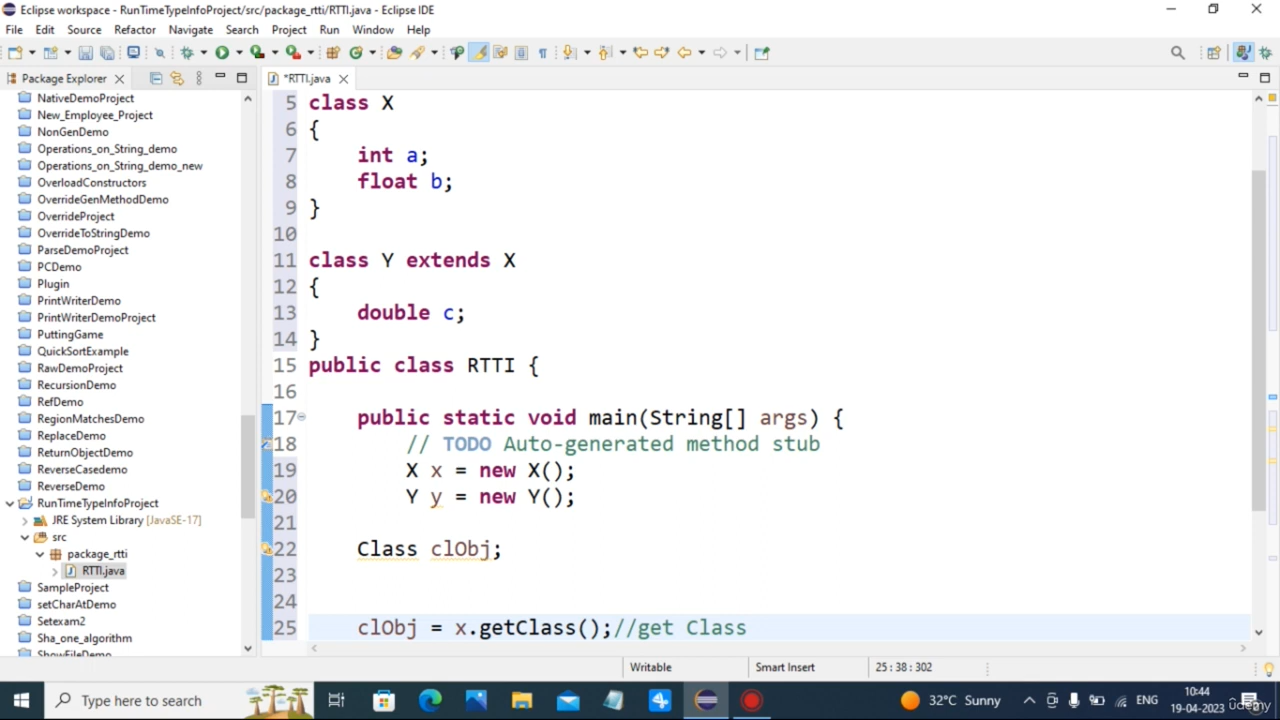 Eclipse workspace - RunTimeTypeInfoProject/src/package_rtti/RTTI.java - Eclipse IDE
File Edit Source Refactor Navigate Search Project Run Window Help
Package Explorer
*RTTI.java
NativeDemoProject
New_Employee_Project
NonGenDemo
Operations_on_String_demo
Operations_on_String_demo_new
OverloadConstructors
OverrideGenMethodDemo
OverrideProject
OverrideToStringDemo
ParseDemoProject
PCDemo
Plugin
PrintWriterDemo
PrintWriterDemoProject
PuttingGame
QuickSortExample
RawDemoProject
RecursionDemo
RefDemo
RegionMatchesDemo
ReplaceDemo
ReturnObjectDemo
ReverseCasedemo
ReverseDemo
RunTimeTypeInfoProject
JRE System Library [JavaSE-17]
src
package_rtti
RTTI.java
SampleProject
setCharAtDemo
Setexam2
Sha_one_algorithm
ShowFileDemo
5 class X
6 {
7 int a;
8 float b;
9 }
10
11 class Y extends X
12 {
13 double c;
14 }
15 public class RTTI {
16
17 public static void main(String[] args) {
18 // TODO Auto-generated method stub
19 X x = new X();
20 Y y = new Y();
21
22 Class clObj;
23
24
25 clObj = x.getClass();//get Class
Writable Smart Insert 25 : 38 : 302
Type here to search
32°C Sunny
ENG
10:44
19-04-2023
udemy